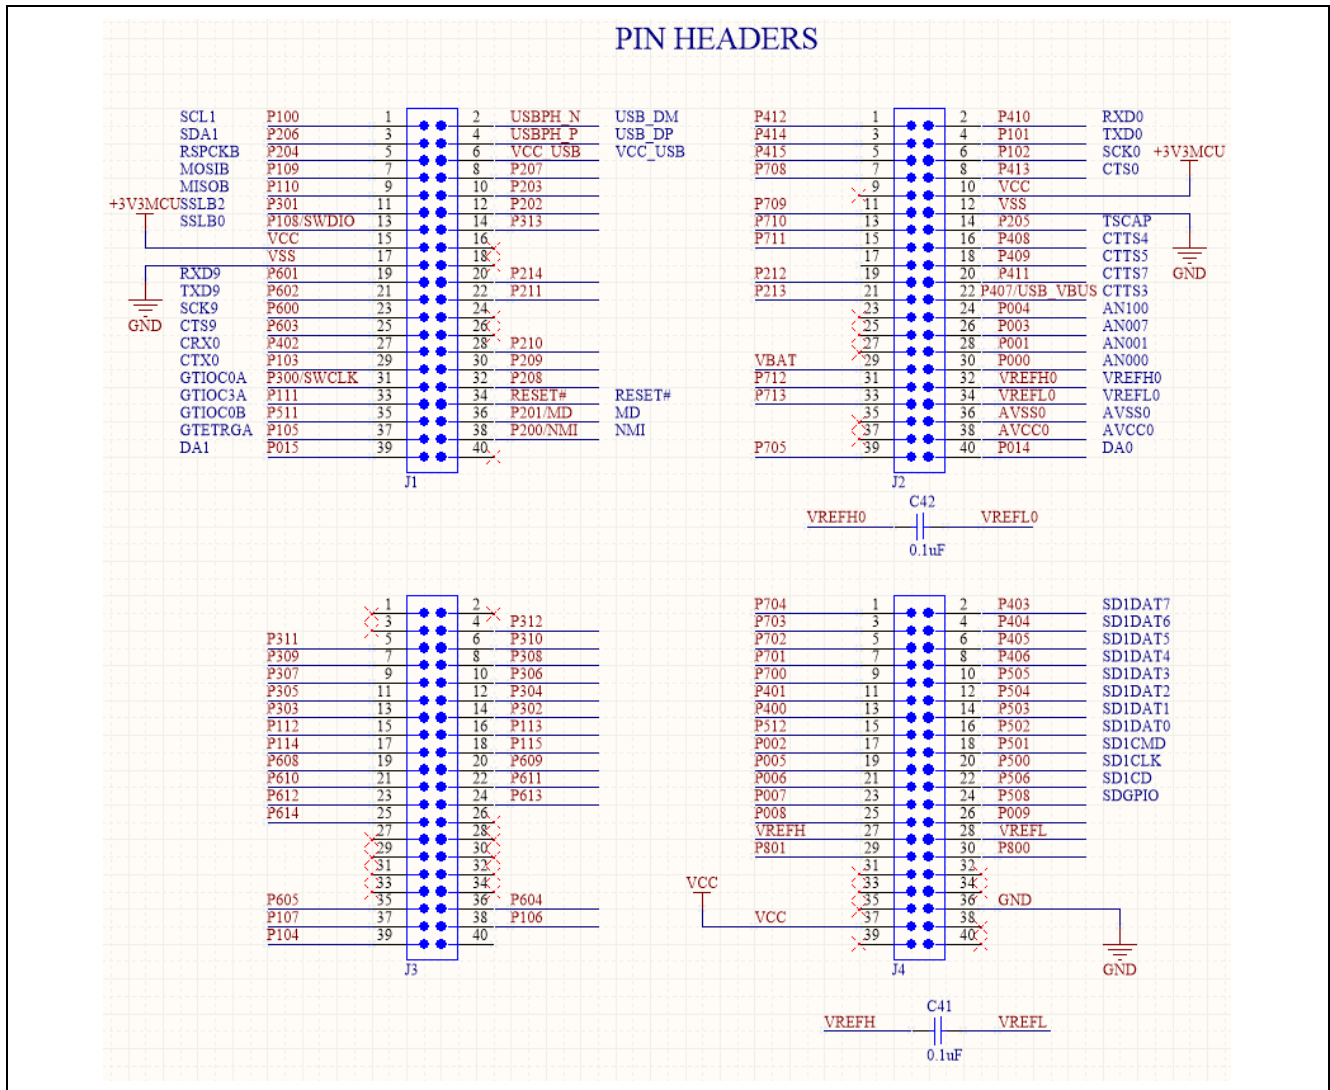 PIN HEADERS
SCL1 P100 1 2 USBPH_N USB_DM
SDA1 P206 3 4 USBPH_P USB_DP
RSPCKB P204 5 6 VCC_USB VCC_USB
MOSIB P109 7 8 P207
MISOB P110 9 10 P203
+3V3MCU SSLB2 P301 11 12 P202
SSLB0 P108/SWDIO 13 14 P313
VCC 15 16
VSS 17 18
RXD9 P601 19 20 P214
TXD9 P602 21 22 P211
SCK9 P600 23 24
GND CTS9 P603 25 26
CRX0 P402 27 28 P210
CTX0 P103 29 30 P209
GTIOC0A P300/SWCLK 31 32 P208
GTIOC3A P111 33 34 RESET# RESET#
GTIOC0B P511 35 36 P201/MD MD
GTETRGA P105 37 38 P200/NMI NMI
DA1 P015 39 40
J1
P412 1 2 P410 RXD0
P414 3 4 P101 TXD0
P415 5 6 P102 SCK0 +3V3MCU
P708 7 8 P413 CTS0
9 10 VCC
P709 11 12 VSS
P710 13 14 P205 TSCAP
P711 15 16 P408 CTTS4
17 18 P409 CTTS5
P212 19 20 P411 CTTS7 GND
P213 21 22 P407/USB_VBUS CTTS3
23 24 P004 AN100
25 26 P003 AN007
27 28 P001 AN001
VBAT 29 30 P000 AN000
P712 31 32 VREFH0 VREFH0
P713 33 34 VREFL0 VREFL0
35 36 AVSS0 AVSS0
37 38 AVCC0 AVCC0
P705 39 40 P014 DA0
J2
C42
VREFH0 VREFL0
0.1uF
1 2
3 4 P312
P311 5 6 P310
P309 7 8 P308
P307 9 10 P306
P305 11 12 P304
P303 13 14 P302
P112 15 16 P113
P114 17 18 P115
P608 19 20 P609
P610 21 22 P611
P612 23 24 P613
P614 25 26
27 28
29 30
31 32
33 34
P605 35 36 P604
P107 37 38 P106
P104 39 40
J3
P704 1 2 P403 SD1DAT7
P703 3 4 P404 SD1DAT6
P702 5 6 P405 SD1DAT5
P701 7 8 P406 SD1DAT4
P700 9 10 P505 SD1DAT3
P401 11 12 P504 SD1DAT2
P400 13 14 P503 SD1DAT1
P512 15 16 P502 SD1DAT0
P002 17 18 P501 SD1CMD
P005 19 20 P500 SD1CLK
P006 21 22 P506 SD1CD
P007 23 24 P508 SDGPIO
P008 25 26 P009
VREFH 27 28 VREFL
P801 29 30 P800
31 32
VCC 33 34
35 36 GND
VCC 37 38
39 40
J4 GND
C41
VREFH VREFL
0.1uF